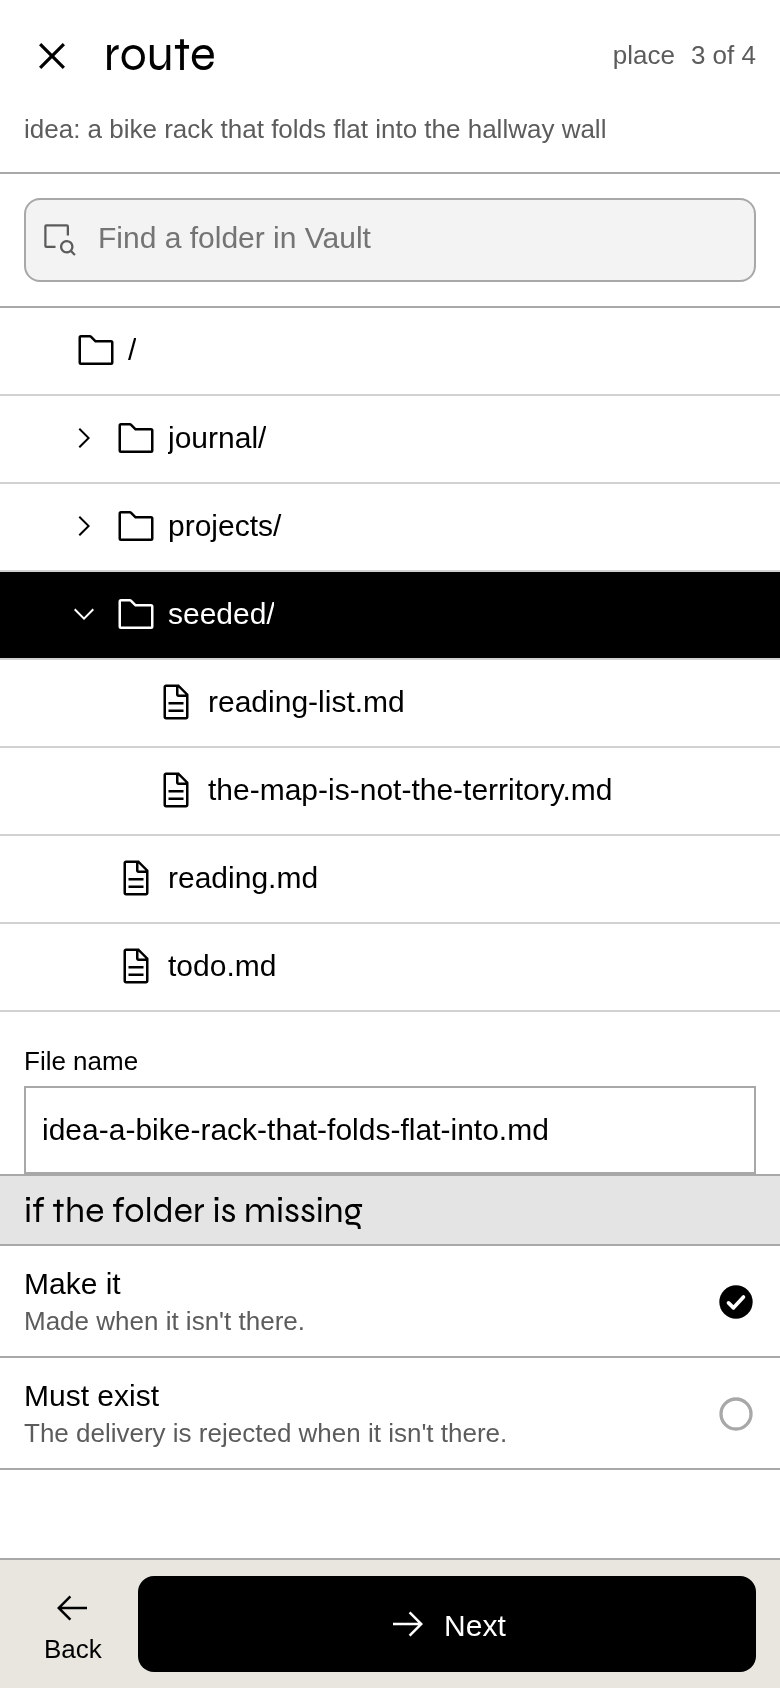 route
place 3 of 4
idea: a bike rack that folds flat into the hallway wall
Find a folder in Vault
/
journal/
projects/
seeded/
reading-list.md
the-map-is-not-the-territory.md
reading.md
todo.md
File name
idea-a-bike-rack-that-folds-flat-into.md
if the folder is missing
Make it
Made when it isn't there.
Must exist
The delivery is rejected when it isn't there.
Back
Next